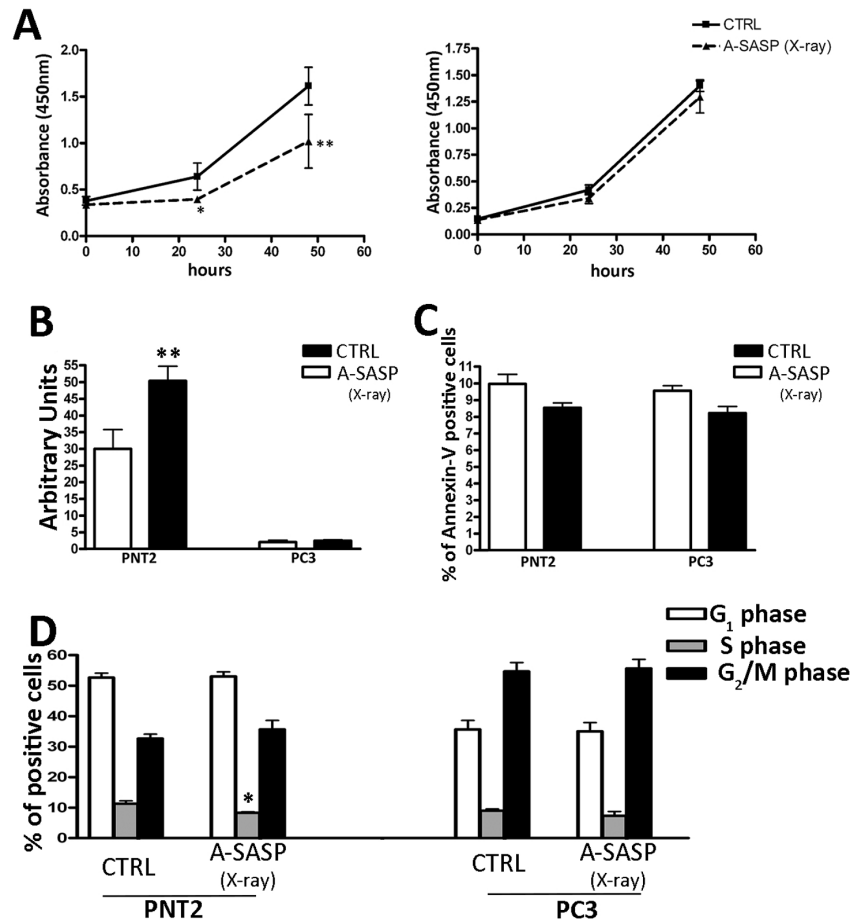 A
CTRL
A-SASP (X-ray)
Absorbance (450nm)
2.0
1.5
1.0
0.5
0.0
**
*
0 10 20 30 40 50 60
hours
Absorbance (450nm)
1.75
1.50
1.25
1.00
0.75
0.50
0.25
0.00
0 10 20 30 40 50 60
hours
B
CTRL
A-SASP
(X-ray)
Arbitrary Units
55
50
45
40
35
30
25
20
15
10
5
0
**
PNT2 PC3
C
CTRL
A-SASP
(X-ray)
% of Annexin-V positive cells
11
10
9
8
7
6
5
4
3
2
1
0
PNT2 PC3
D
G1 phase
S phase
G2/M phase
% of positive cells
60
50
40
30
20
10
0
*
CTRL A-SASP CTRL A-SASP
(X-ray) (X-ray)
PNT2 PC3